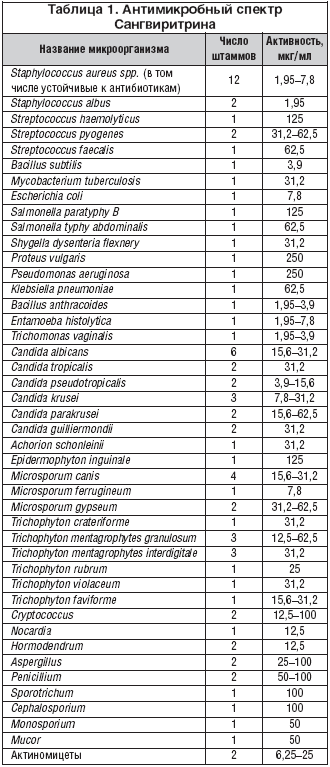 Таблица 1. Антимикробный спектр
Сангвиритрина
Название микроорганизма Число штаммов Активность, мкг/мл
Staphylococcus aureus spp. (в том числе устойчивые к антибиотикам) 12 1,95–7,8
Staphylococcus albus 2 1,95
Streptococcus haemolyticus 1 125
Streptococcus pyogenes 2 31,2–62,5
Streptococcus faecalis 1 62,5
Bacillus subtilis 1 3,9
Mycobacterium tuberculosis 1 31,2
Escherichia coli 1 7,8
Salmonella paratyphy B 1 125
Salmonella typhy abdominalis 1 62,5
Shygella dysenteria flexnery 1 31,2
Proteus vulgaris 1 250
Pseudomonas aeruginosa 1 250
Klebsiella pneumoniae 1 62,5
Bacillus anthracoides 1 1,95–3,9
Entamoeba histolytica 1 1,95–7,8
Trichomonas vaginalis 1 1,95–3,9
Candida albicans 6 15,6–31,2
Candida tropicalis 2 31,2
Candida pseudotropicalis 2 3,9–15,6
Candida krusei 3 7,8–31,2
Candida parakrusei 2 15,6–62,5
Candida guilliermondii 2 31,2
Achorion schonleinii 1 31,2
Epidermophyton inguinale 1 125
Microsporum canis 4 15,6–31,2
Microsporum ferrugineum 1 7,8
Microsporum gypseum 2 31,2–62,5
Trichophyton crateriforme 1 31,2
Trichophyton mentagrophytes granulosum 3 12,5–62,5
Trichophyton mentagrophytes interdigitale 3 31,2
Trichophyton rubrum 1 25
Trichophyton violaceum 1 31,2
Trichophyton faviforme 1 15,6–31,2
Cryptococcus 2 12,5–100
Nocardia 1 12,5
Hormodendrum 2 12,5
Aspergillus 2 25–100
Penicillium 2 50–100
Sporotrichum 1 100
Cephalosporium 1 100
Monosporium 1 50
Mucor 1 50
Актиномицеты 2 6,25–25